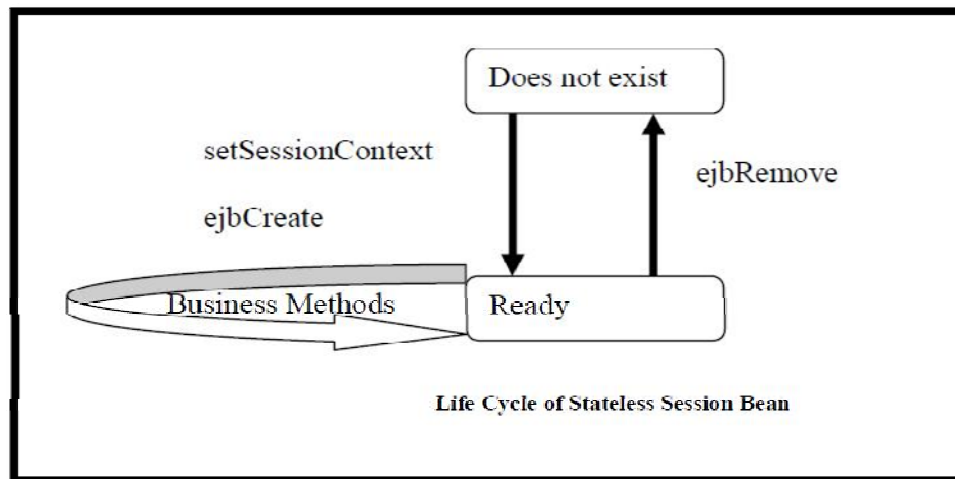 Does not exist
setSessionContext
ejbRemove
ejbCreate
Business Methods
Ready
Life Cycle of Stateless Session Bean